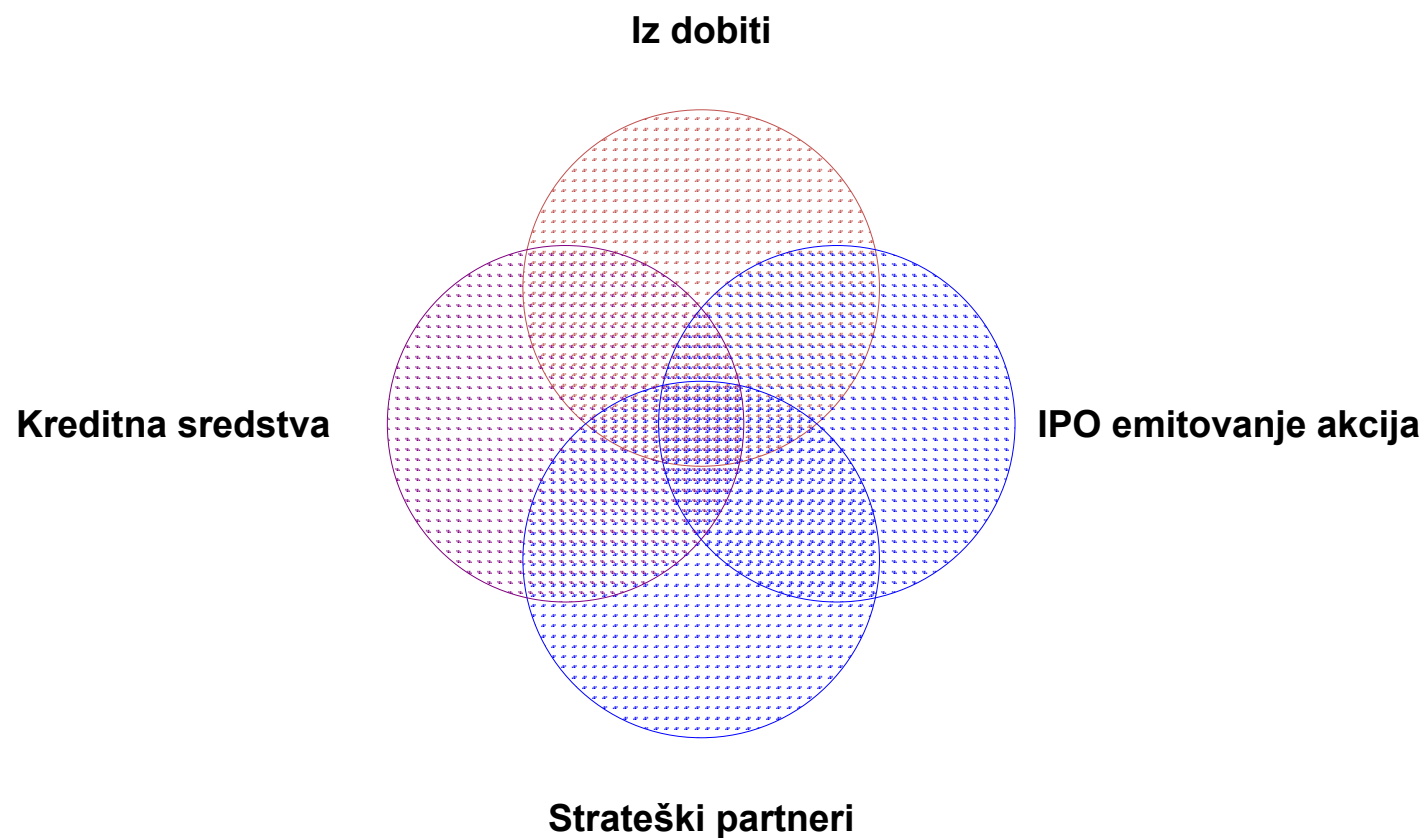 Iz dobiti
Kreditna sredstva
IPO emitovanje akcija
Strateški partneri